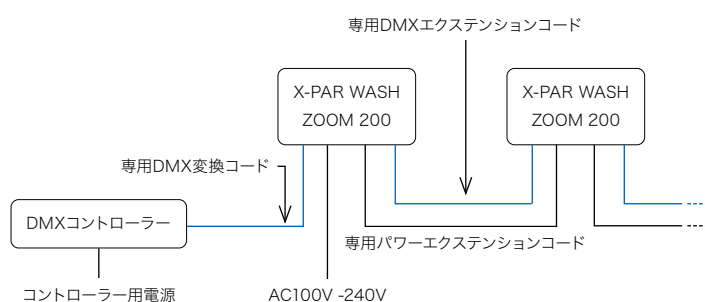 専用DMXエクステンションコード
X-PAR WASH
ZOOM 200
X-PAR WASH
ZOOM 200
専用DMX変換コード
DMXコントローラー
専用パワーエクステンションコード
コントローラー用電源
AC100V -240V